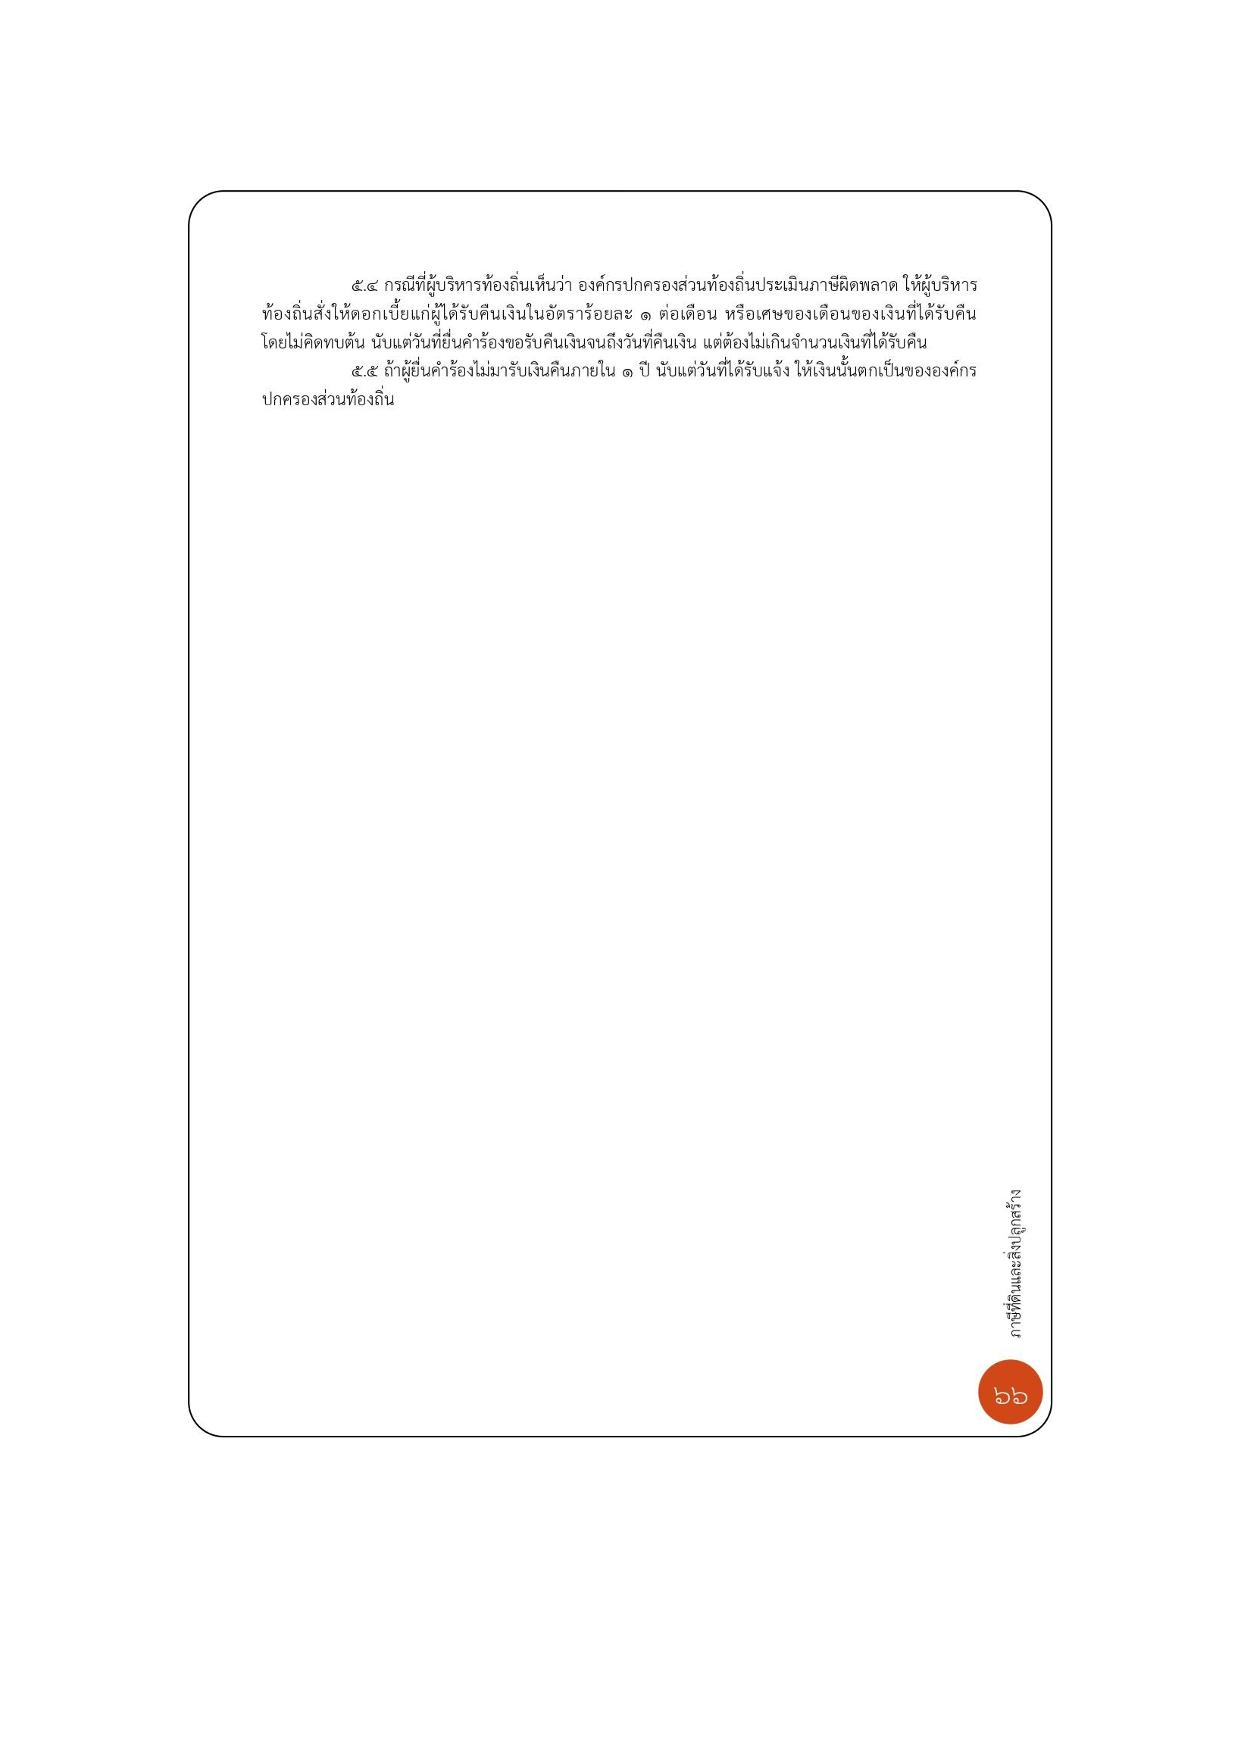 ๕.๔ กรณีที่ผู้บริหารท้องถิ่นเห็นว่า องค์กรปกครองส่วนท้องถิ่นประเมินภาษีผิดพลาด ให้ผู้บริหาร
ท้องถิ่นสั่งให้ดอกเบี้ยแก่ผู้ได้รับคืนเงินในอัตราร้อยละ ๑ ต่อเดือน หรือเศษของเดือนของเงินที่ได้รับคืน
โดยไม่คิดทบต้น นับแต่วันที่ยื่นคำร้องขอรับคืนเงินจนถึงวันที่คืนเงิน แต่ต้องไม่เกินจำนวนเงินที่ได้รับคืน
๕.๕ ถ้าผู้ยื่นคำร้องไม่มารับเงินคืนภายใน ๑ ปี นับแต่วันที่ได้รับแจ้ง ให้เงินนั้นตกเป็นขององค์กร
ปกครองส่วนท้องถิ่น
ภาษีที่ดินและสิ่งปลูกสร้าง
๖๖